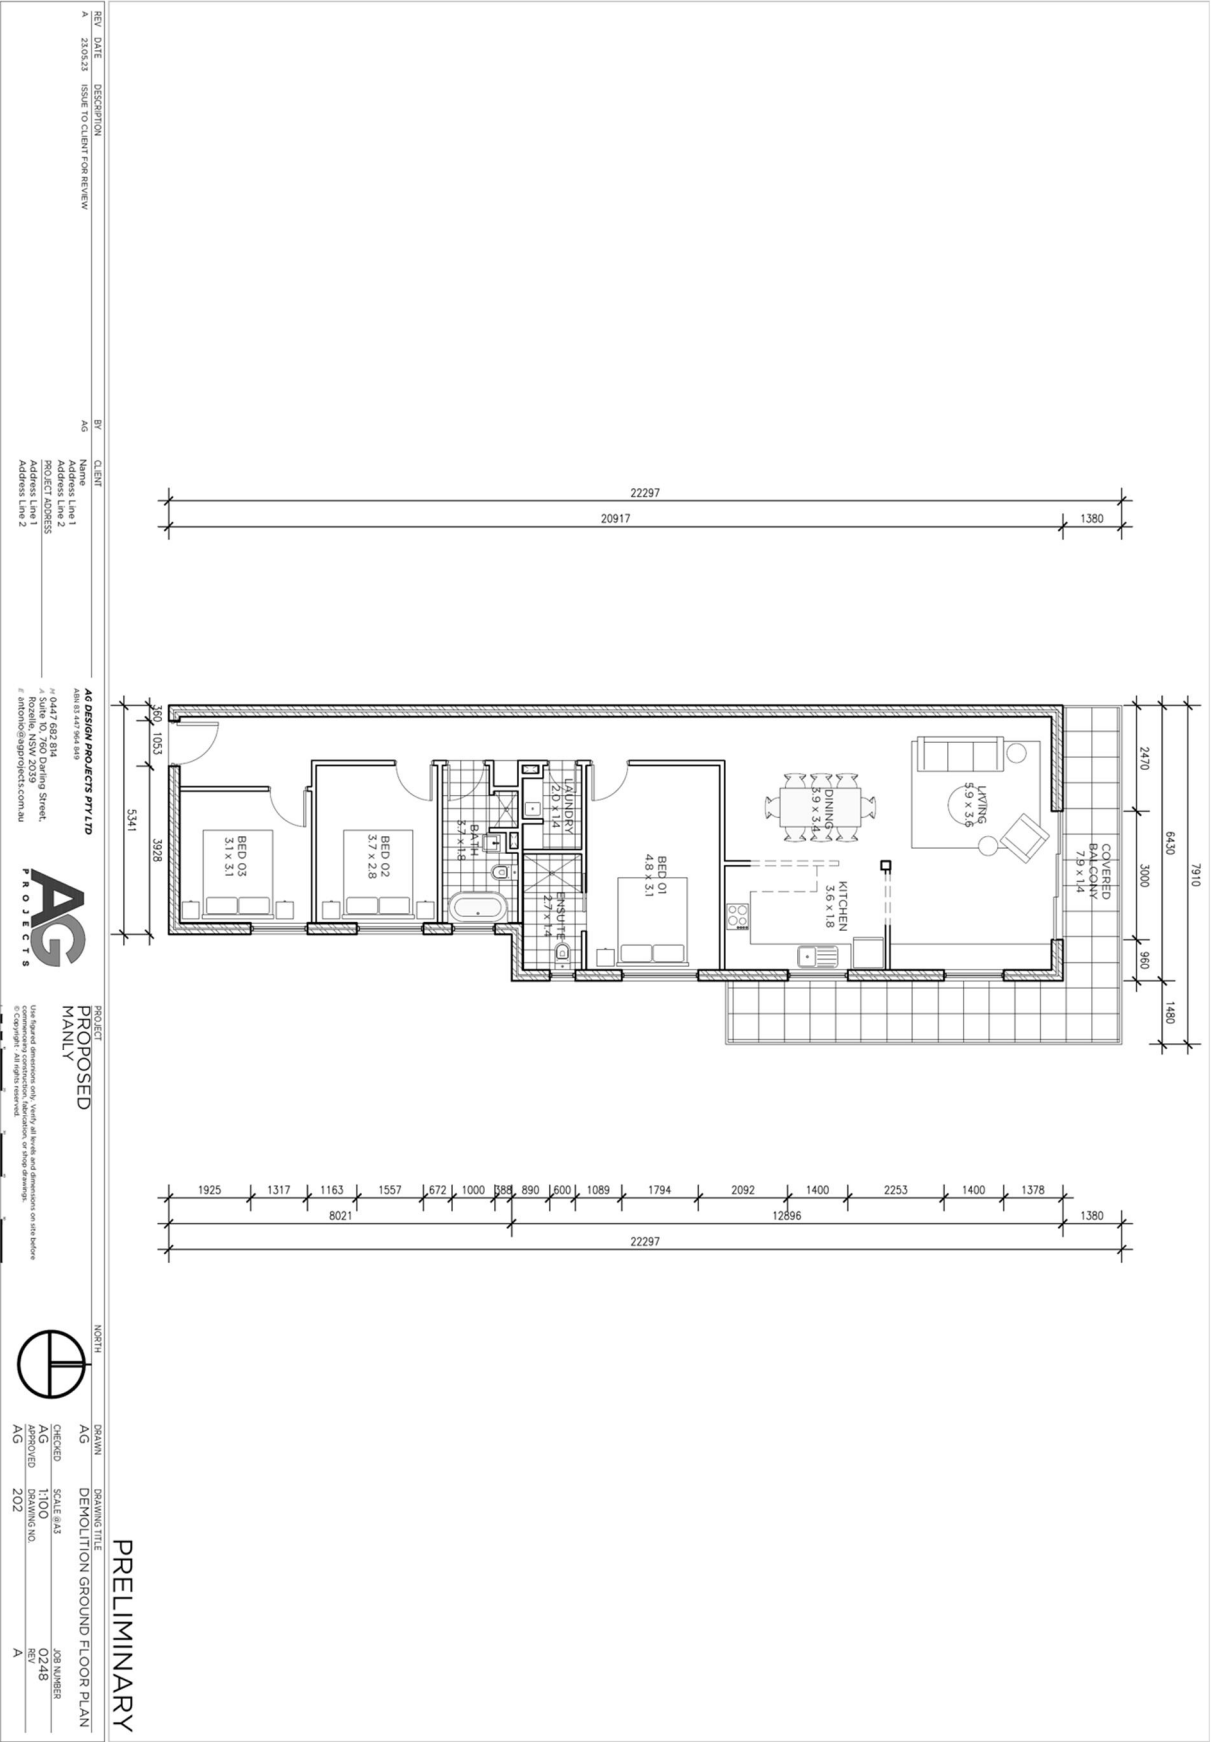 22297
20917
1380
7910
6430
1480
2470
3000
960
COVERED
BALCONY
7.9 x 1.4
LIVING
5.9 x 3.6
DINING
3.9 x 3.4
KITCHEN
3.6 x 1.8
BED 01
4.8 x 3.1
LAUNDRY
2.0 x 1.4
ENSUITE
2.7 x 1.4
BATH
3.7 x 1.8
BED 02
3.7 x 2.8
BED 03
3.1 x 3.1
360
1053
3928
5341
1925
1317
1163
1557
672
1000
388
890
600
1089
1794
2092
1400
2253
1400
1378
8021
12896
1380
22297
PRELIMINARY
REV DATE DESCRIPTION BY
A 23.05.23 ISSUE TO CLIENT FOR REVIEW AG
CLIENT
Name
Address Line 1
Address Line 2
PROJECT ADDRESS
Address Line 1
Address Line 2
AG DESIGN PROJECTS PTY LTD
ABN 83 447 964 849
M 0447 682 814
A Suite 10, 760 Darling Street,
Rozelle, NSW 2039
E antonio@agprojects.com.au
AG
PROJECTS
PROJECT
PROPOSED
MANLY
Use figured dimesnions only. Verify all levels and dimensions on site before
commencing construction, fabrication, or shop drawings.
© Copyright - All rights reserved.
NORTH
DRAWN
AG
CHECKED
AG
APPROVED
AG
DRAWING TITLE
DEMOLITION GROUND FLOOR PLAN
SCALE @A3
1:100
JOB NUMBER
0248
DRAWING NO.
202
REV
A